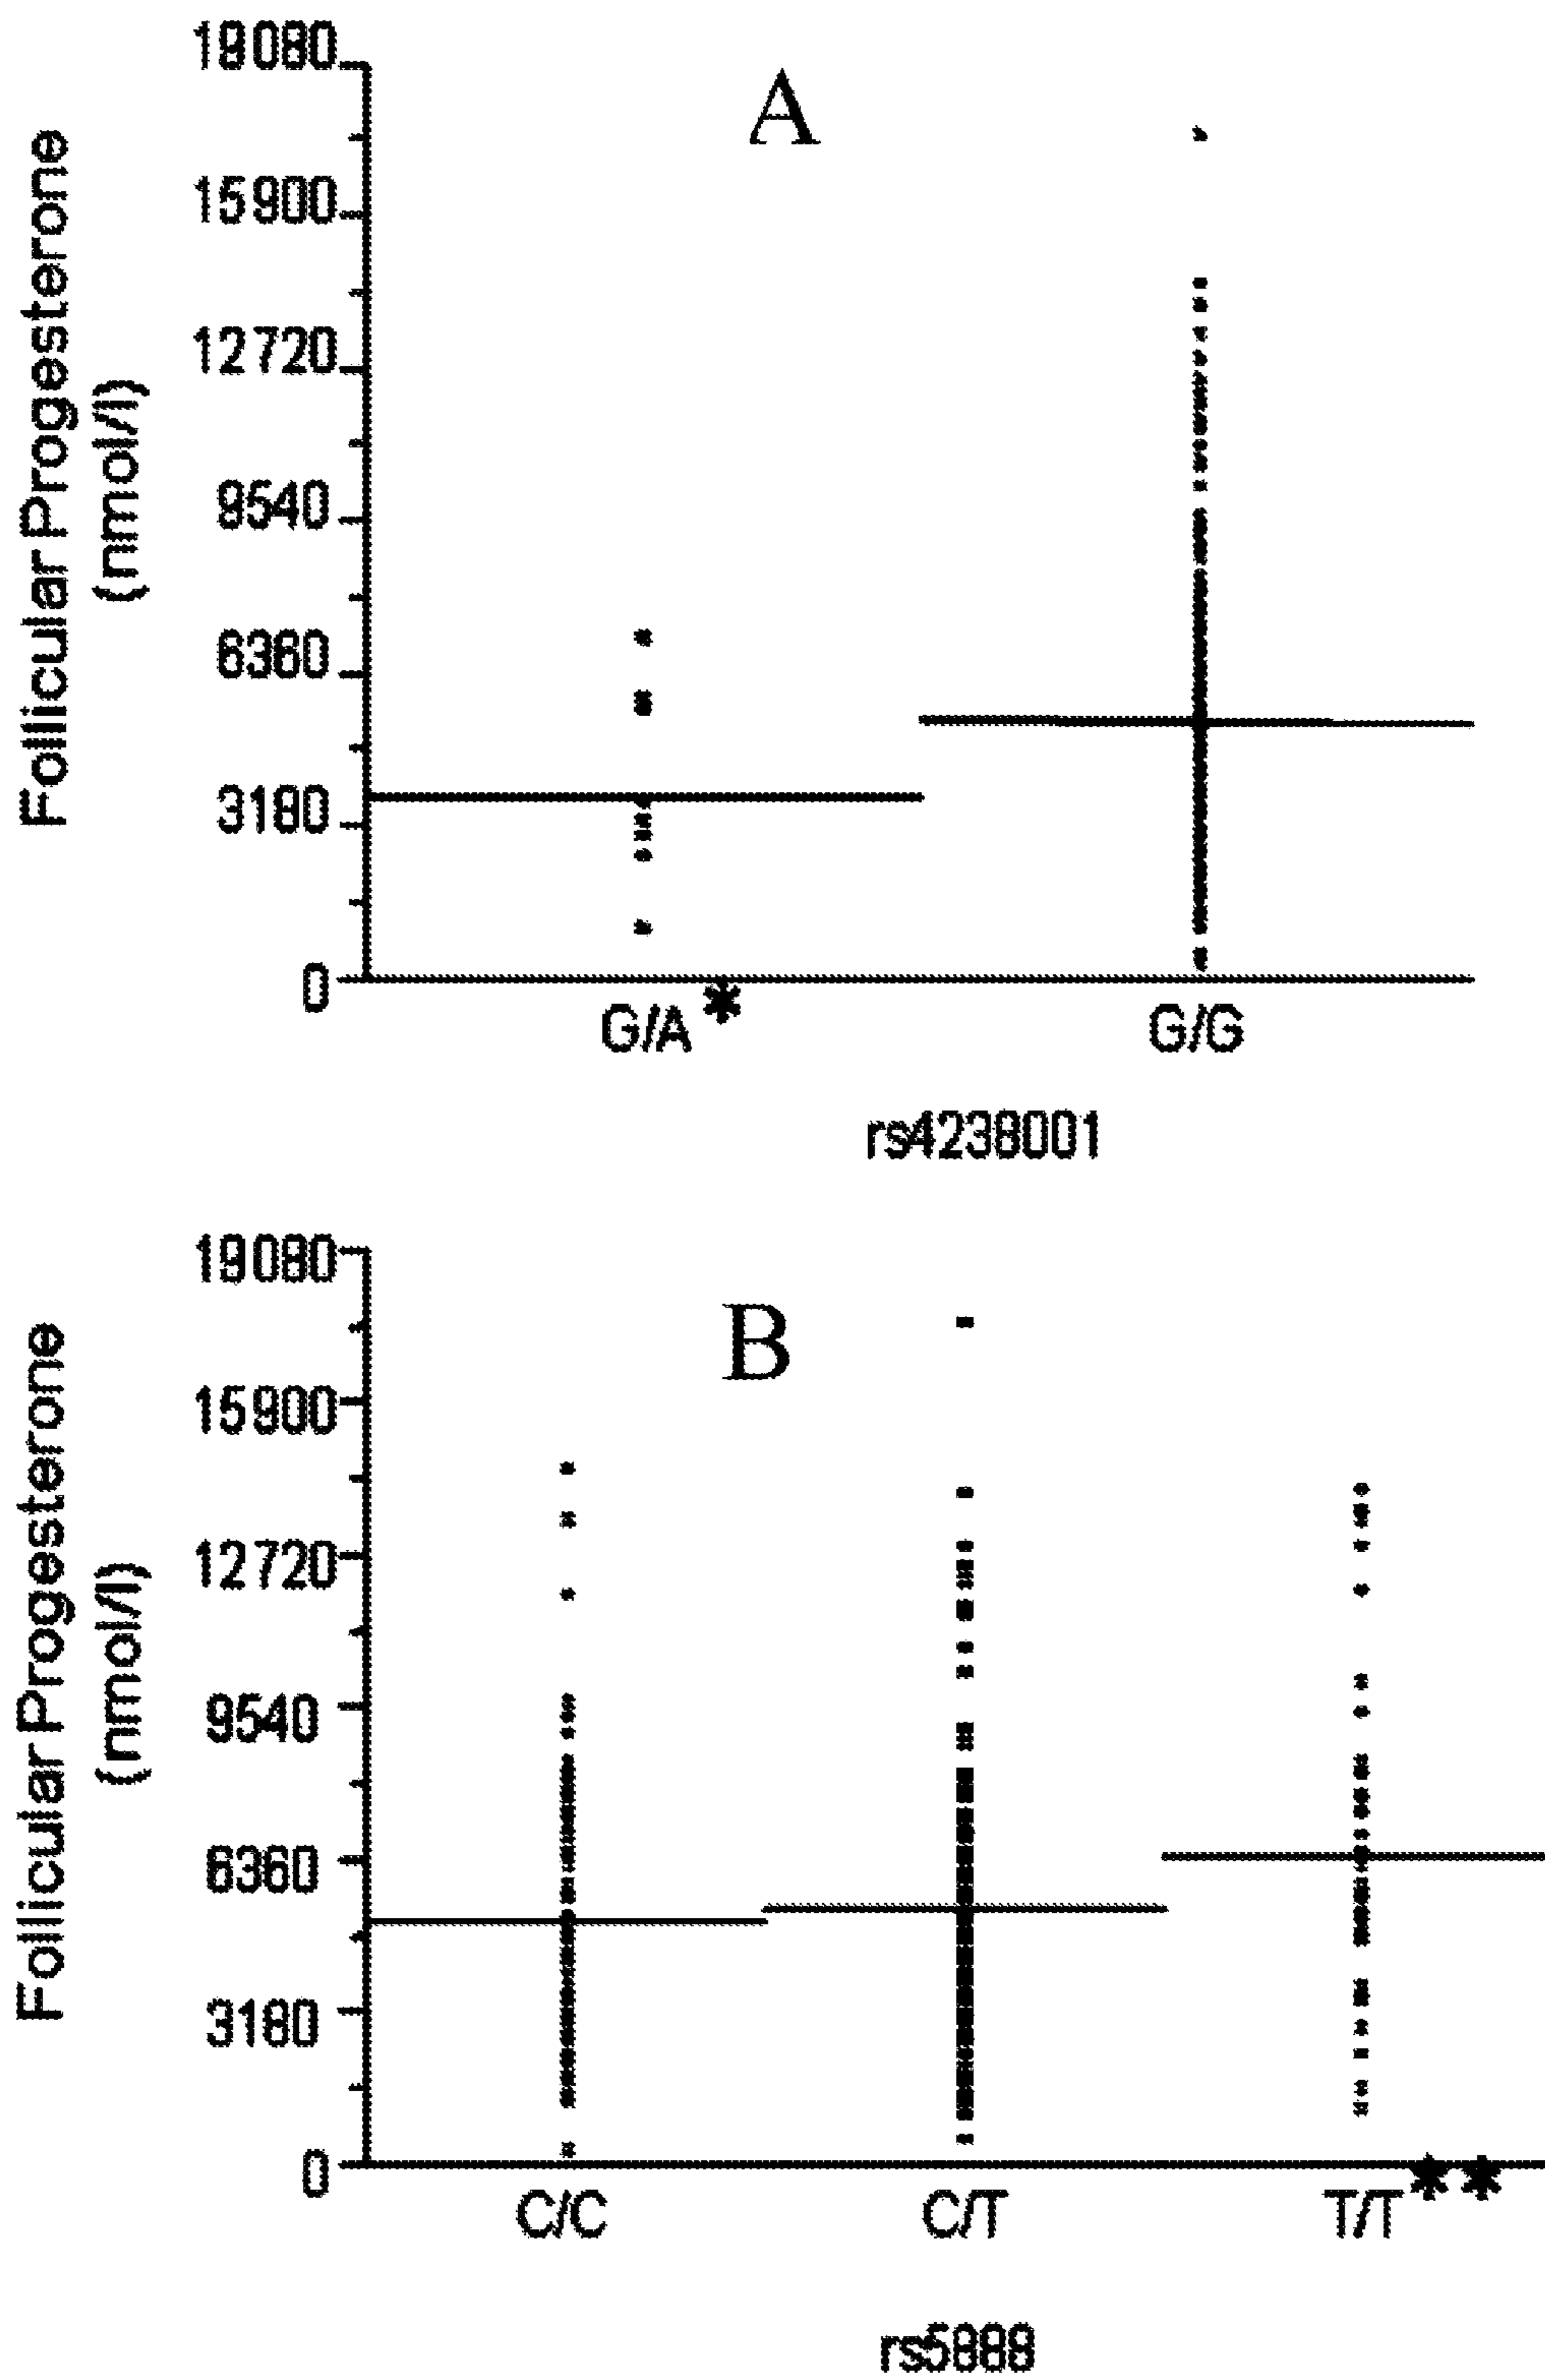 A
Follicular Progesterone
(nmol/l)
19080
15900
12720
9540
6360
3180
0
G/A * G/G
rs4238001
B
Follicular Progesterone
(nmol/l)
19080
15900
12720
9540
6360
3180
0
C/C C/T T/T **
rs5888